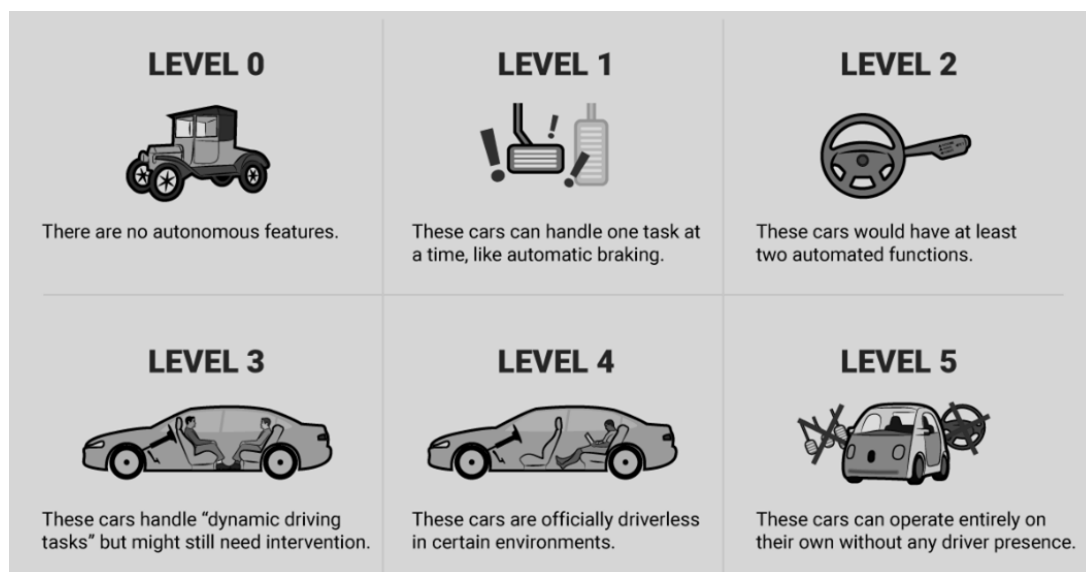 LEVEL 0
There are no autonomous features.
LEVEL 1
These cars can handle one task at
a time, like automatic braking.
LEVEL 2
These cars would have at least
two automated functions.
LEVEL 3
These cars handle “dynamic driving
tasks” but might still need intervention.
LEVEL 4
These cars are officially driverless
in certain environments.
LEVEL 5
These cars can operate entirely on
their own without any driver presence.